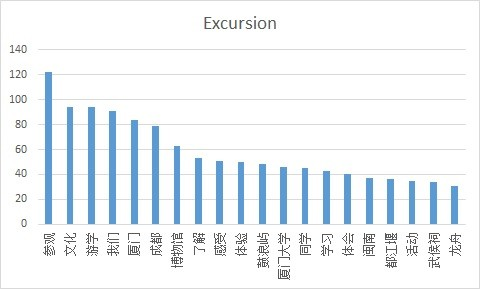 Excursion
140
120
100
80
60
40
20
0
参观
文化
游学
我们
厦门
成都
博物馆
了解
感受
体验
鼓浪屿
厦门大学
同学
学习
体会
闽南
都江堰
活动
武侯祠
龙舟